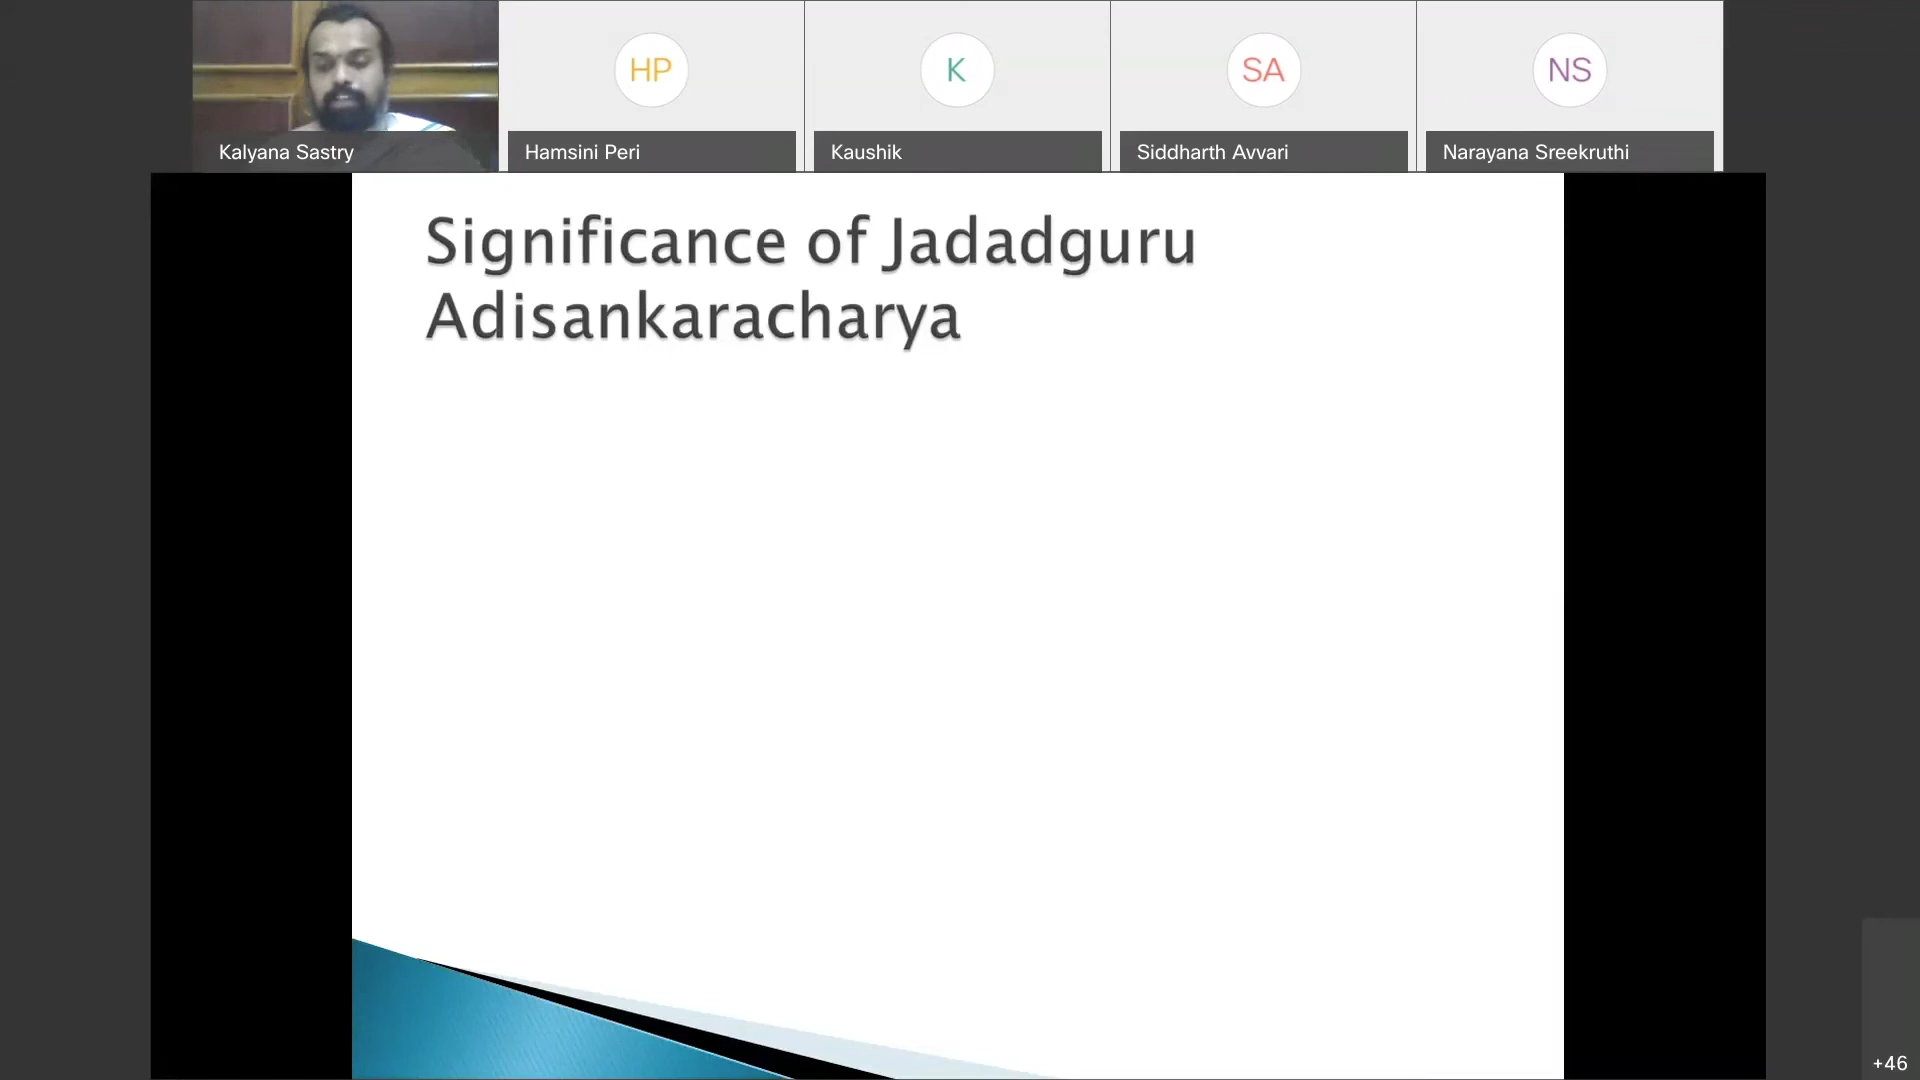 HP
K
SA
NS
Kalyana Sastry
Hamsini Peri
Kaushik
Siddharth Avvari
Narayana Sreekruthi
Significance of Jadadguru
Adisankaracharya
+46